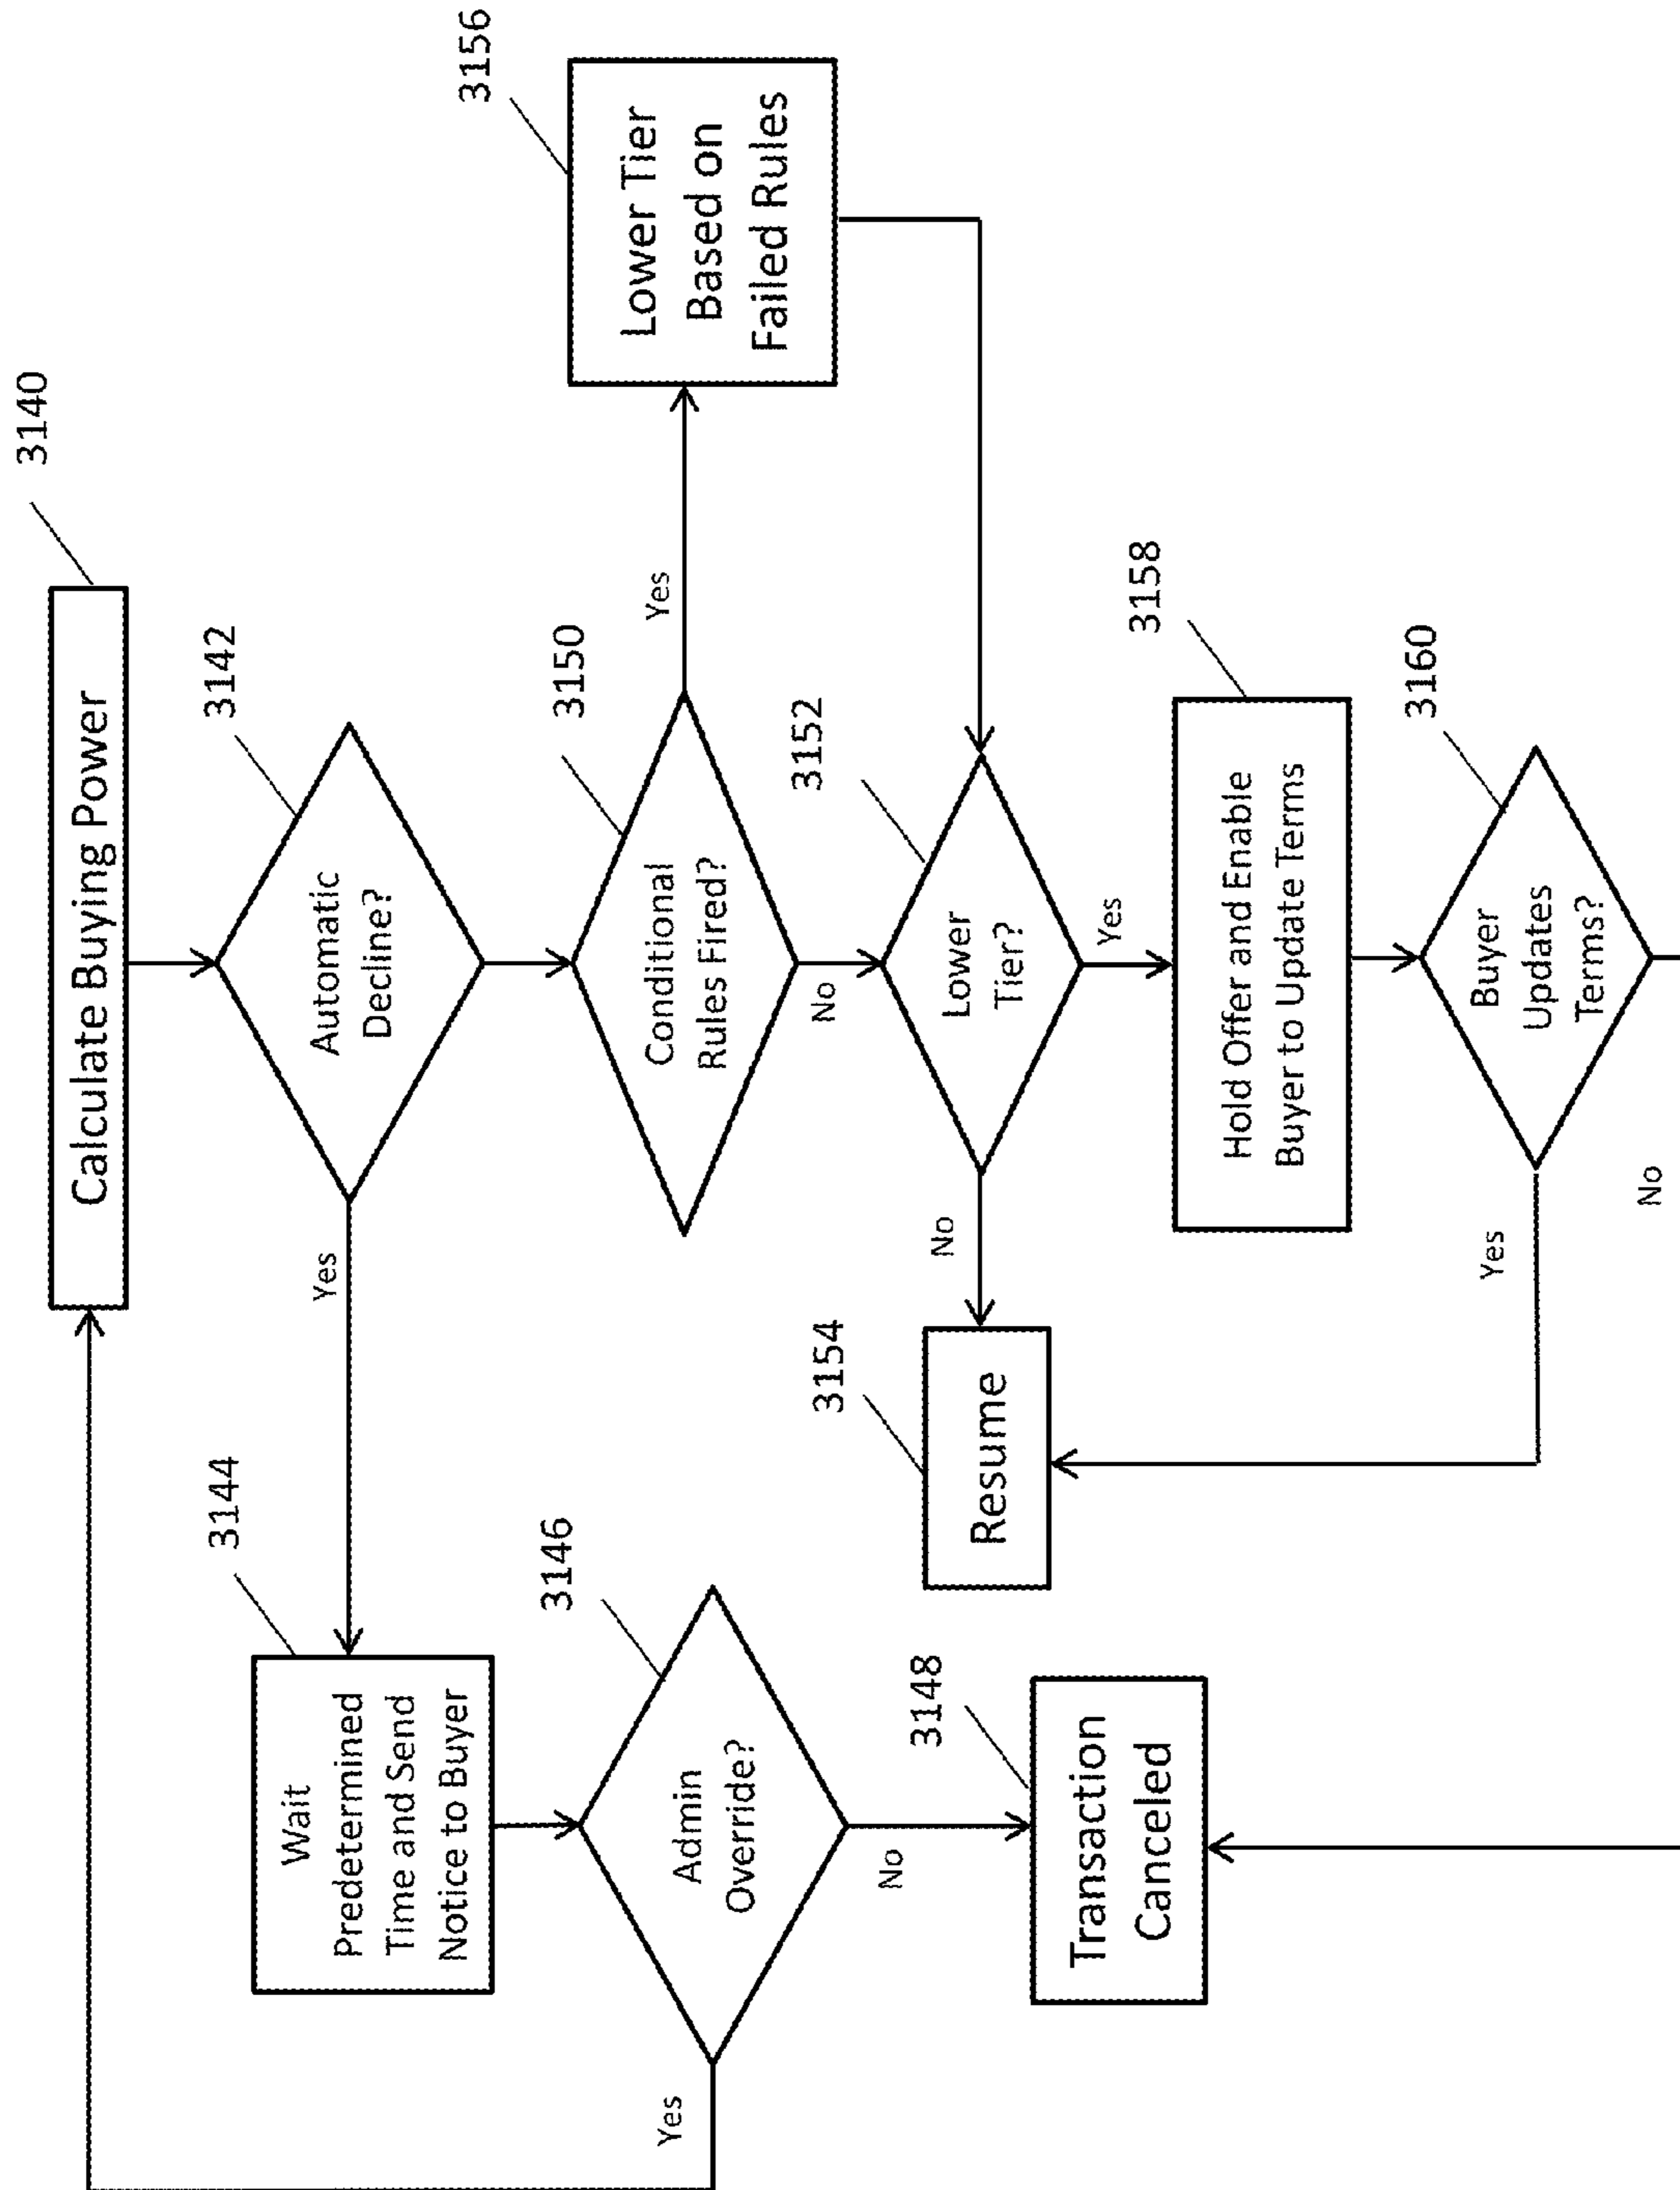 3140
Calculate Buying Power
3142
Automatic
Decline?
Yes
3144
Wait
Predetermined
Time and Send
Notice to Buyer
3146
Admin
Override?
Yes
No
3148
Transaction
Canceled
3150
Conditional
Rules Fired?
Yes
No
3156
Lower Tier
Based on
Failed Rules
3152
Lower
Tier?
No
Yes
3154
Resume
3158
Hold Offer and Enable
Buyer to Update Terms
3160
Buyer
Updates
Terms?
Yes
No